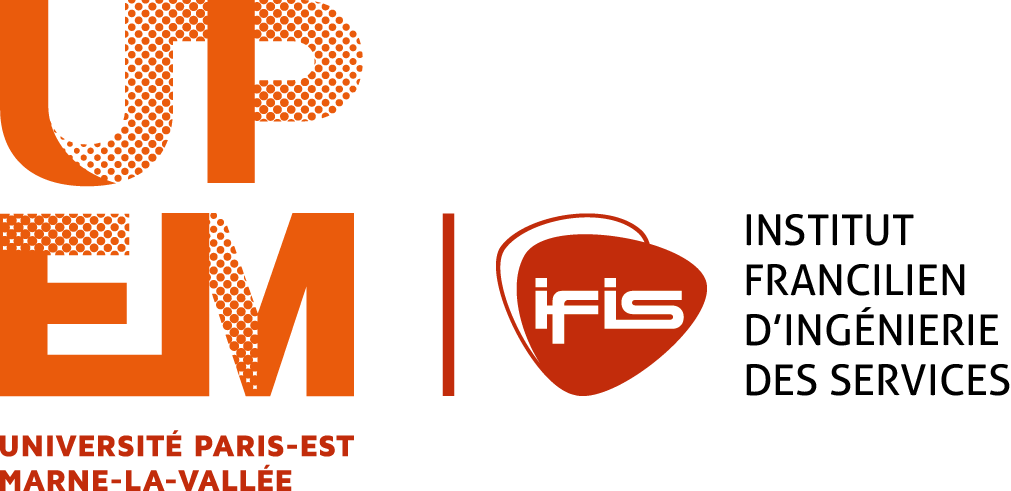 UP
EM
UNIVERSITÉ PARIS-EST
MARNE-LA-VALLÉE
ifis
INSTITUT
FRANCILIEN
D'INGÉNIERIE
DES SERVICES